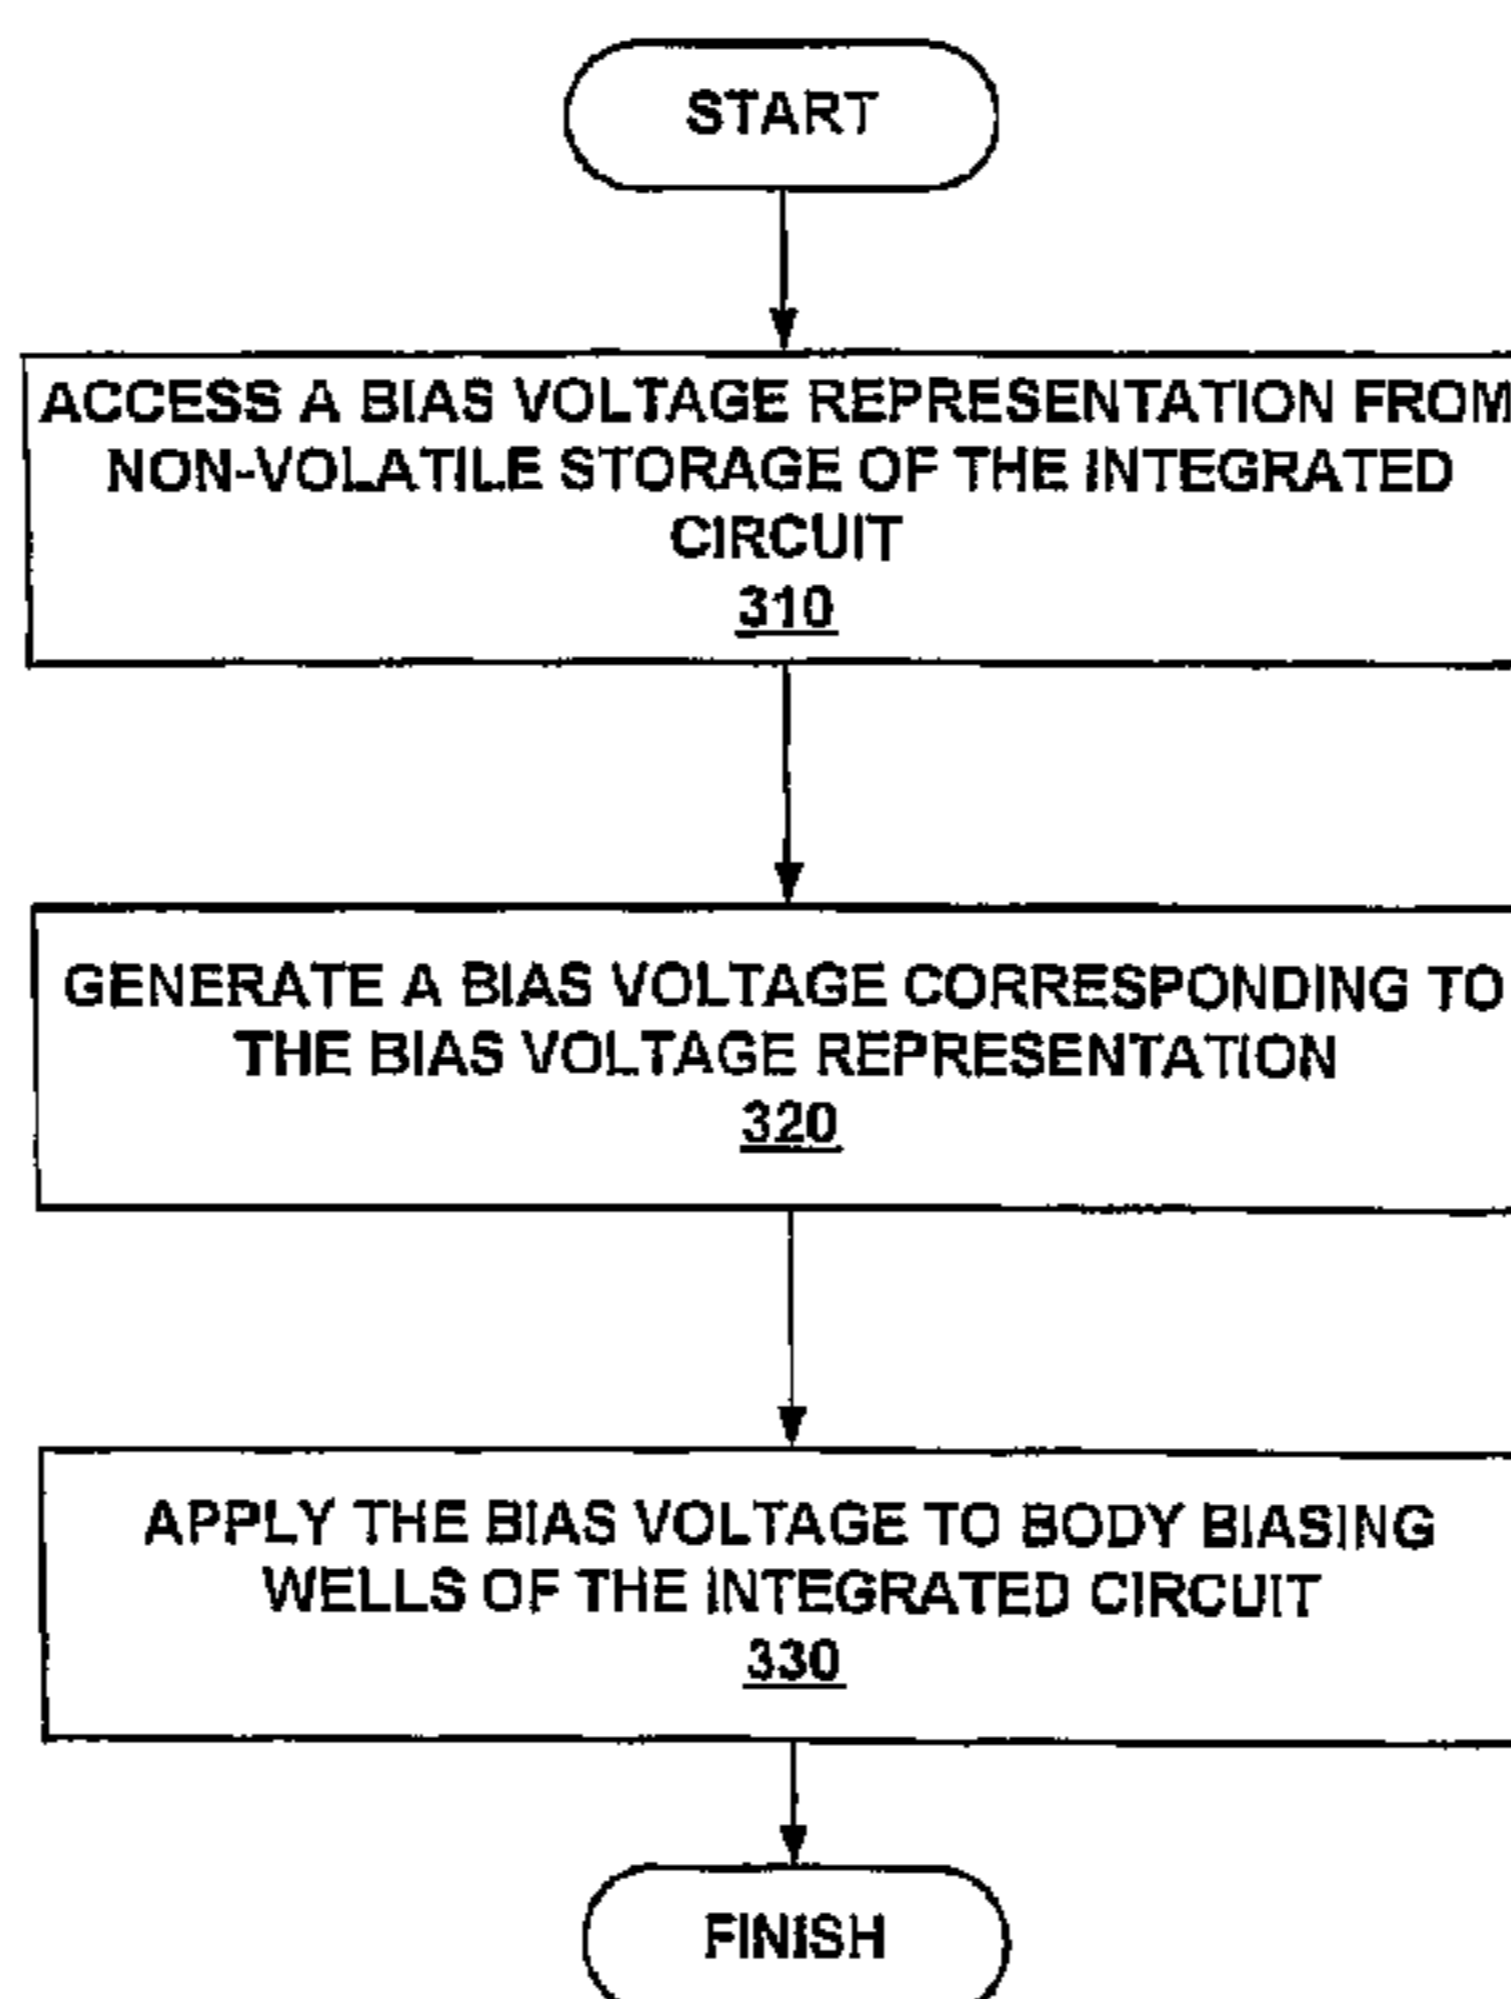 START
ACCESS A BIAS VOLTAGE REPRESENTATION FROM
NON-VOLATILE STORAGE OF THE INTEGRATED
CIRCUIT
310
GENERATE A BIAS VOLTAGE CORRESPONDING TO
THE BIAS VOLTAGE REPRESENTATION
320
APPLY THE BIAS VOLTAGE TO BODY BIASING
WELLS OF THE INTEGRATED CIRCUIT
330
FINISH